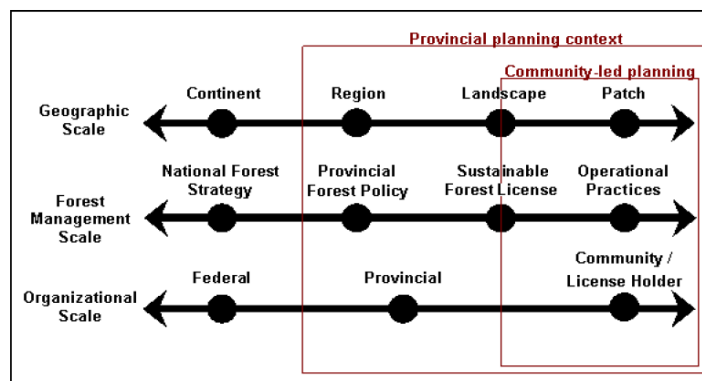 Provincial planning context
Community-led planning
Continent Region Landscape Patch
Geographic
Scale
National Forest Provincial Sustainable Operational
Strategy Forest Policy Forest License Practices
Forest
Management
Scale
Community /
Federal Provincial License Holder
Organizational
Scale